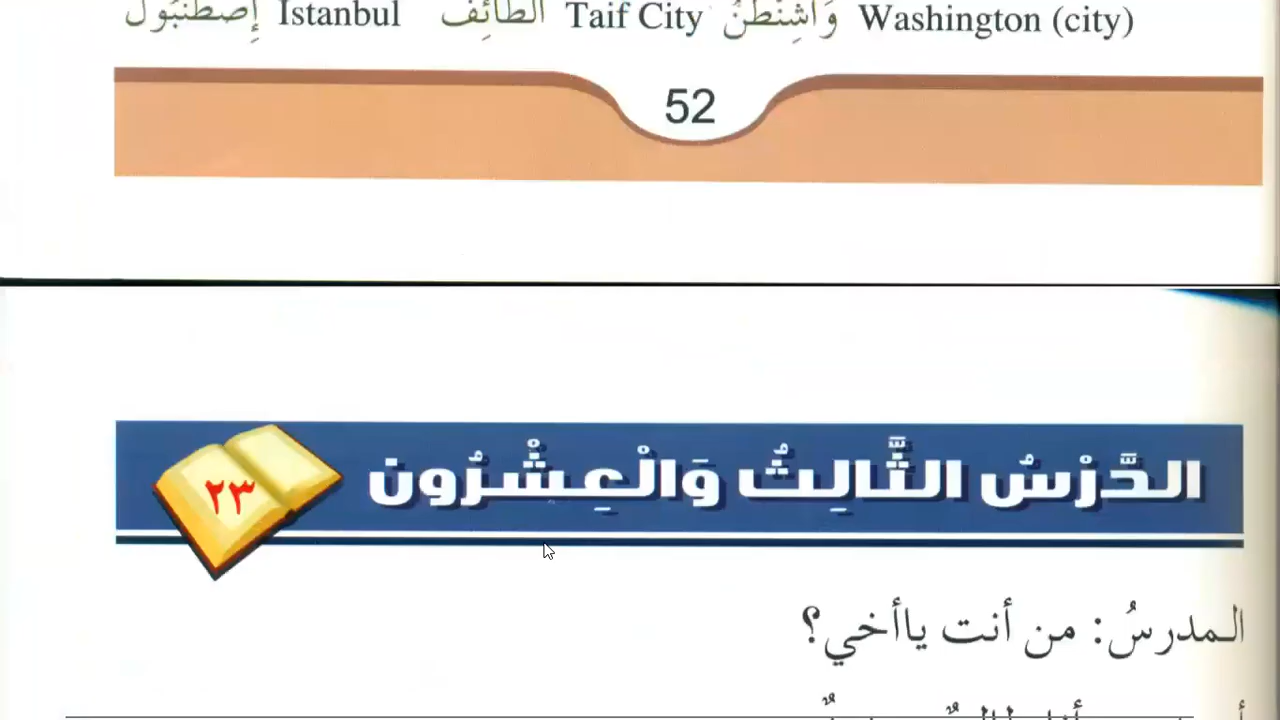 وَاشِنْطُنُ Washington (city) الطَّائِفُ Taif City إِصْطَنْبُولُ Istanbul
52
الدَّرْسُ الثَّالِثُ وَالْعِشْرُون
٢٣
المدرسُ: من أنت ياأخي؟